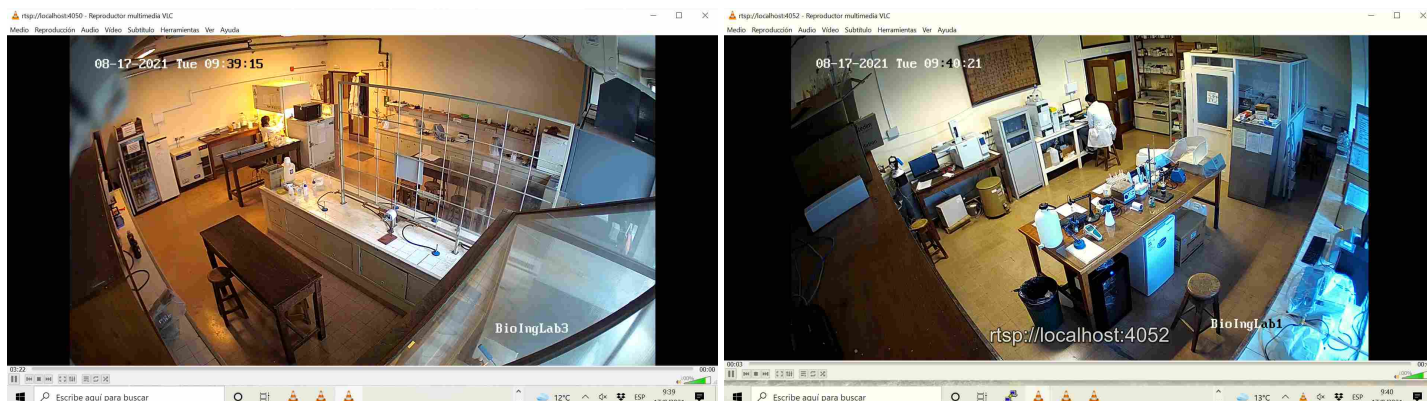 rtsp://localhost:4050 - Reproductor multimedia VLC
Medio Reproducción Audio Vídeo Subtítulo Herramientas Ver Ayuda
08-17-2021 Tue 09:39:15
BioIngLab3
03:22
00:00
100%
Escribe aquí para buscar
12°C
ESP
9:39
rtsp://localhost:4052 - Reproductor multimedia VLC
Medio Reproducción Audio Vídeo Subtítulo Herramientas Ver Ayuda
08-17-2021 Tue 09:40:21
BioIngLab1
rtsp://localhost:4052
00:03
Escribe aquí para buscar
13°C
ESP
9:40